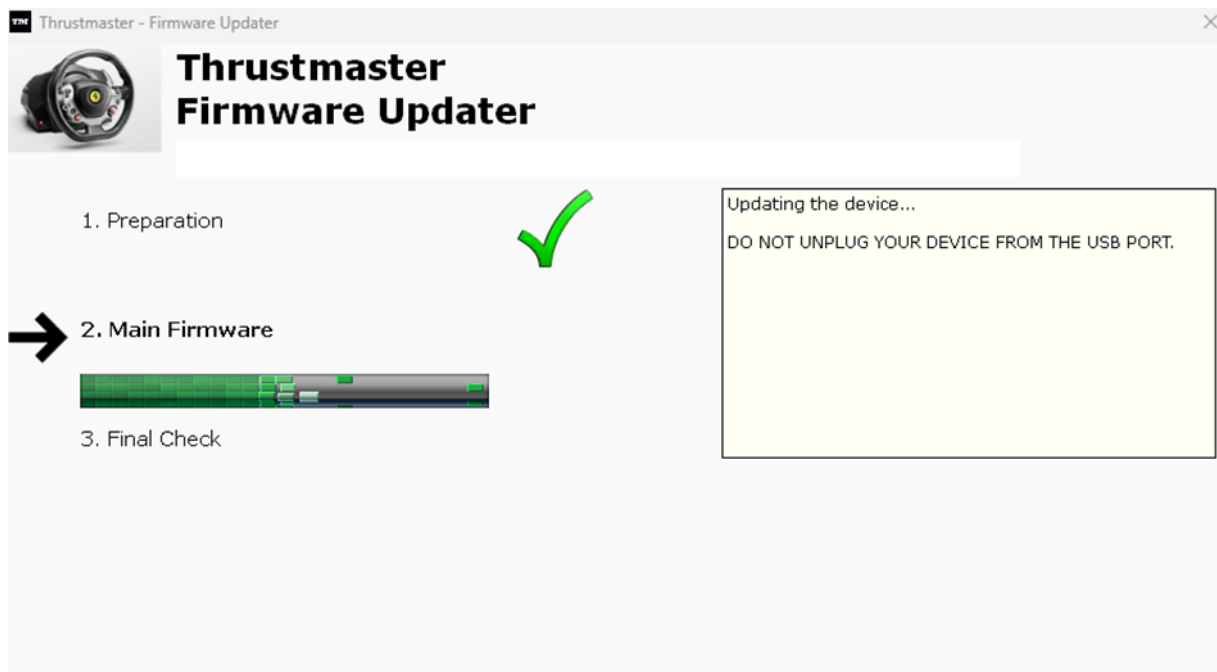 TM Thrustmaster - Firmware Updater
Thrustmaster
Firmware Updater
1. Preparation
Updating the device...
DO NOT UNPLUG YOUR DEVICE FROM THE USB PORT.
2. Main Firmware
3. Final Check